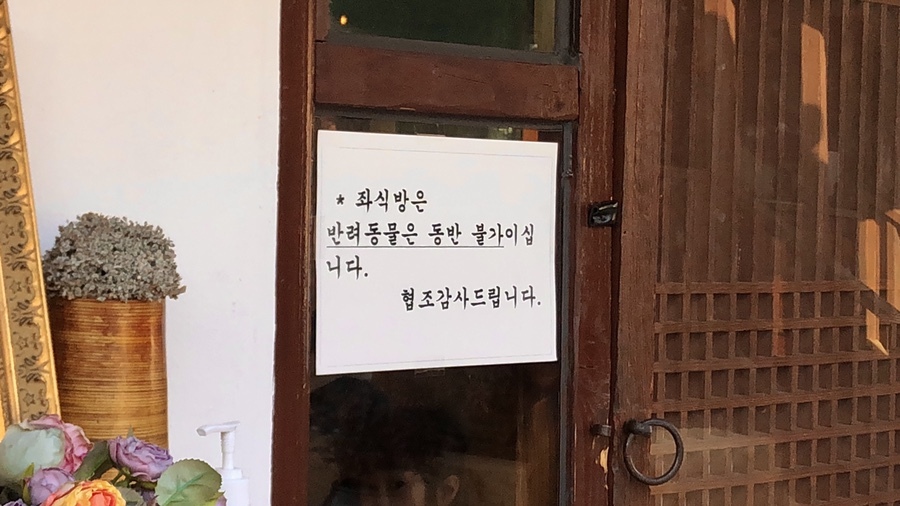 * 좌식방은
반려동물은 동반 불가이십
니다.
협조감사드립니다.